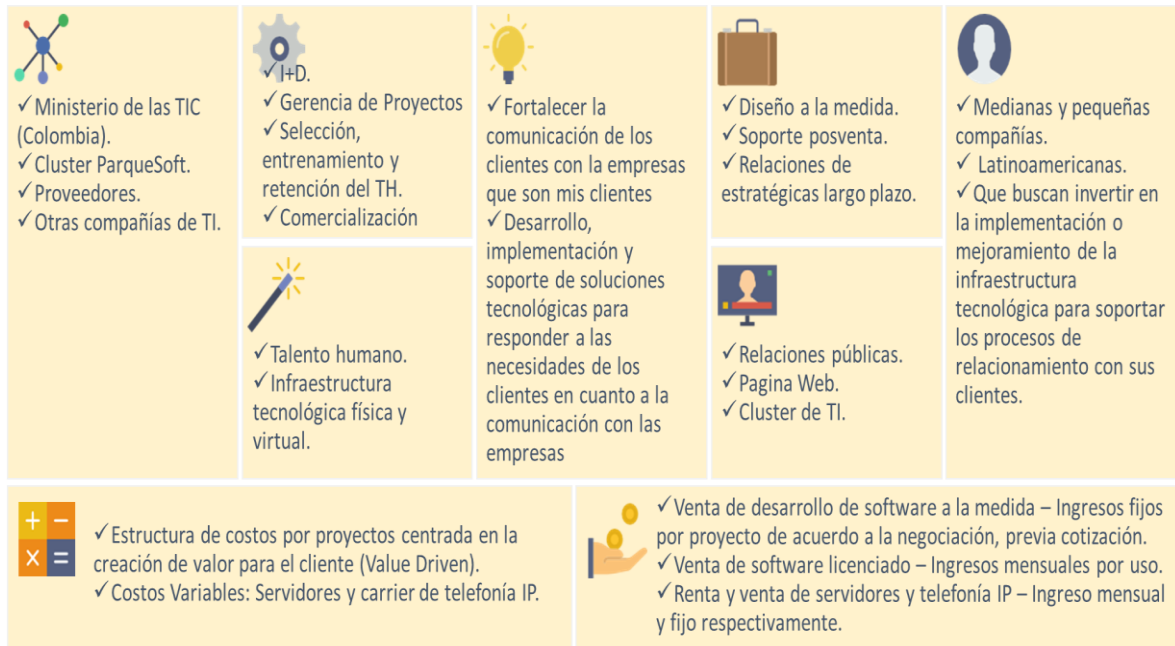 ✓Ministerio de las TIC
(Colombia).
✓Cluster ParqueSoft.
✓Proveedores.
✓Otras compañías de TI.
✓I+D.
✓Gerencia de Proyectos
✓Selección,
entrenamiento y
retención del TH.
✓Comercialización
✓Talento humano.
✓Infraestructura
tecnológica física y
virtual.
✓Fortalecer la
comunicación de los
clientes con la empresas
que son mis clientes
✓Desarrollo,
implementación y
soporte de soluciones
tecnológicas para
responder a las
necesidades de los
clientes en cuanto a la
comunicación con las
empresas
✓Diseño a la medida.
✓Soporte posventa.
✓Relaciones de
estratégicas largo plazo.
✓Relaciones públicas.
✓Pagina Web.
✓Cluster de TI.
✓Medianas y pequeñas
compañías.
✓ Latinoamericanas.
✓Que buscan invertir en
la implementación o
mejoramiento de la
infraestructura
tecnológica para soportar
los procesos de
relacionamiento con sus
clientes.
+ −
× =
✓Estructura de costos por proyectos centrada en la
creación de valor para el cliente (Value Driven).
✓Costos Variables: Servidores y carrier de telefonía IP.
✓Venta de desarrollo de software a la medida – Ingresos fijos
por proyecto de acuerdo a la negociación, previa cotización.
✓Venta de software licenciado – Ingresos mensuales por uso.
✓Renta y venta de servidores y telefonía IP – Ingreso mensual
y fijo respectivamente.